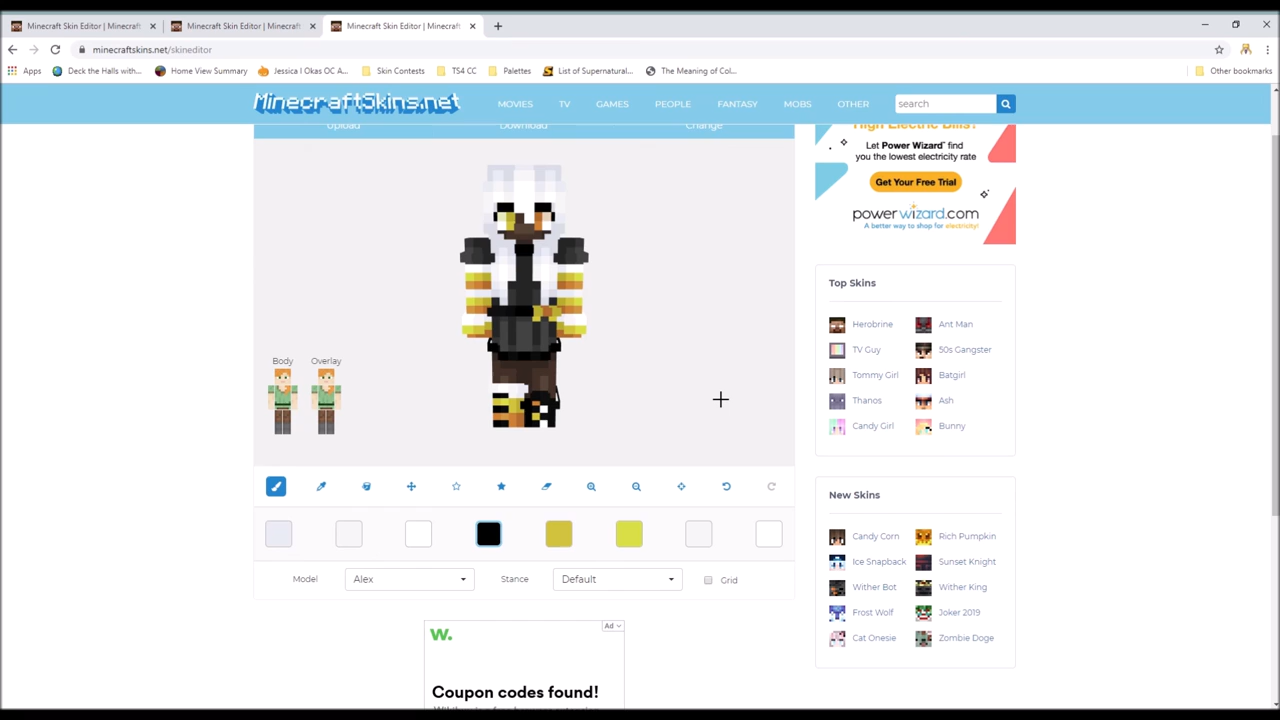 Minecraft Skin Editor | Minecraft
Minecraft Skin Editor | Minecraft
Minecraft Skin Editor | Minecraft
minecraftskins.net/skineditor
Apps
Deck the Halls with...
Home View Summary
Jessica I Okas OC A...
Skin Contests
TS4 CC
Palettes
List of Supernatural...
The Meaning of Col...
Other bookmarks
MinecraftSkins.net
MOVIES
TV
GAMES
PEOPLE
FANTASY
MOBS
OTHER
search
Upload
Download
Change
High Electric Bills?
Let Power Wizard find
you the lowest electricity rate
Get Your Free Trial
powerwizard.com
A better way to shop for electricity!
Body
Overlay
Top Skins
Herobrine
Ant Man
TV Guy
50s Gangster
Tommy Girl
Batgirl
Thanos
Ash
Candy Girl
Bunny
New Skins
Candy Corn
Rich Pumpkin
Ice Snapback
Sunset Knight
Wither Bot
Wither King
Frost Wolf
Joker 2019
Cat Onesie
Zombie Doge
Model
Alex
Stance
Default
Grid
Ad
w.
Coupon codes found!